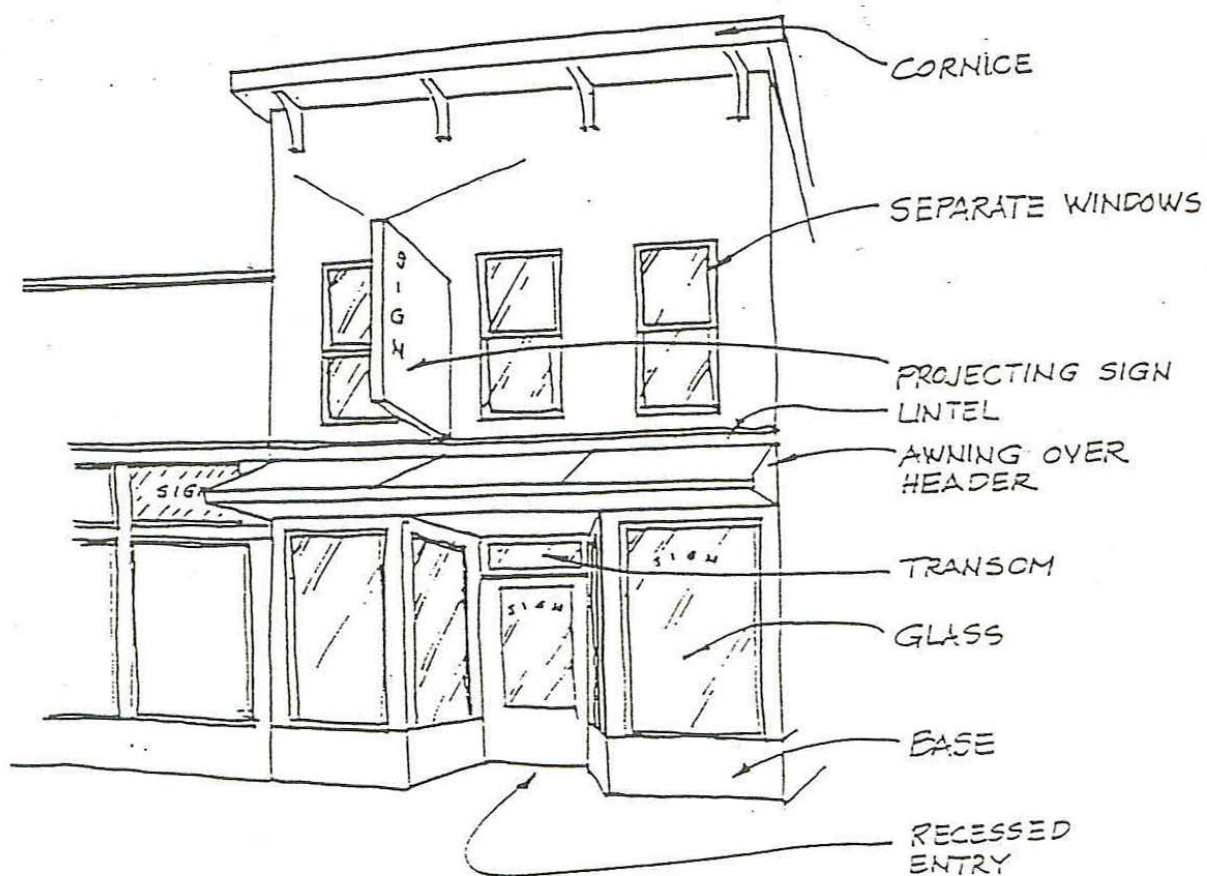 CORNICE
SEPARATE WINDOWS
SIGN
PROJECTING SIGN
LINTEL
AWNING OVER
HEADER
SIGN
SIGN
TRANSOM
SIGN
GLASS
BASE
RECESSED
ENTRY